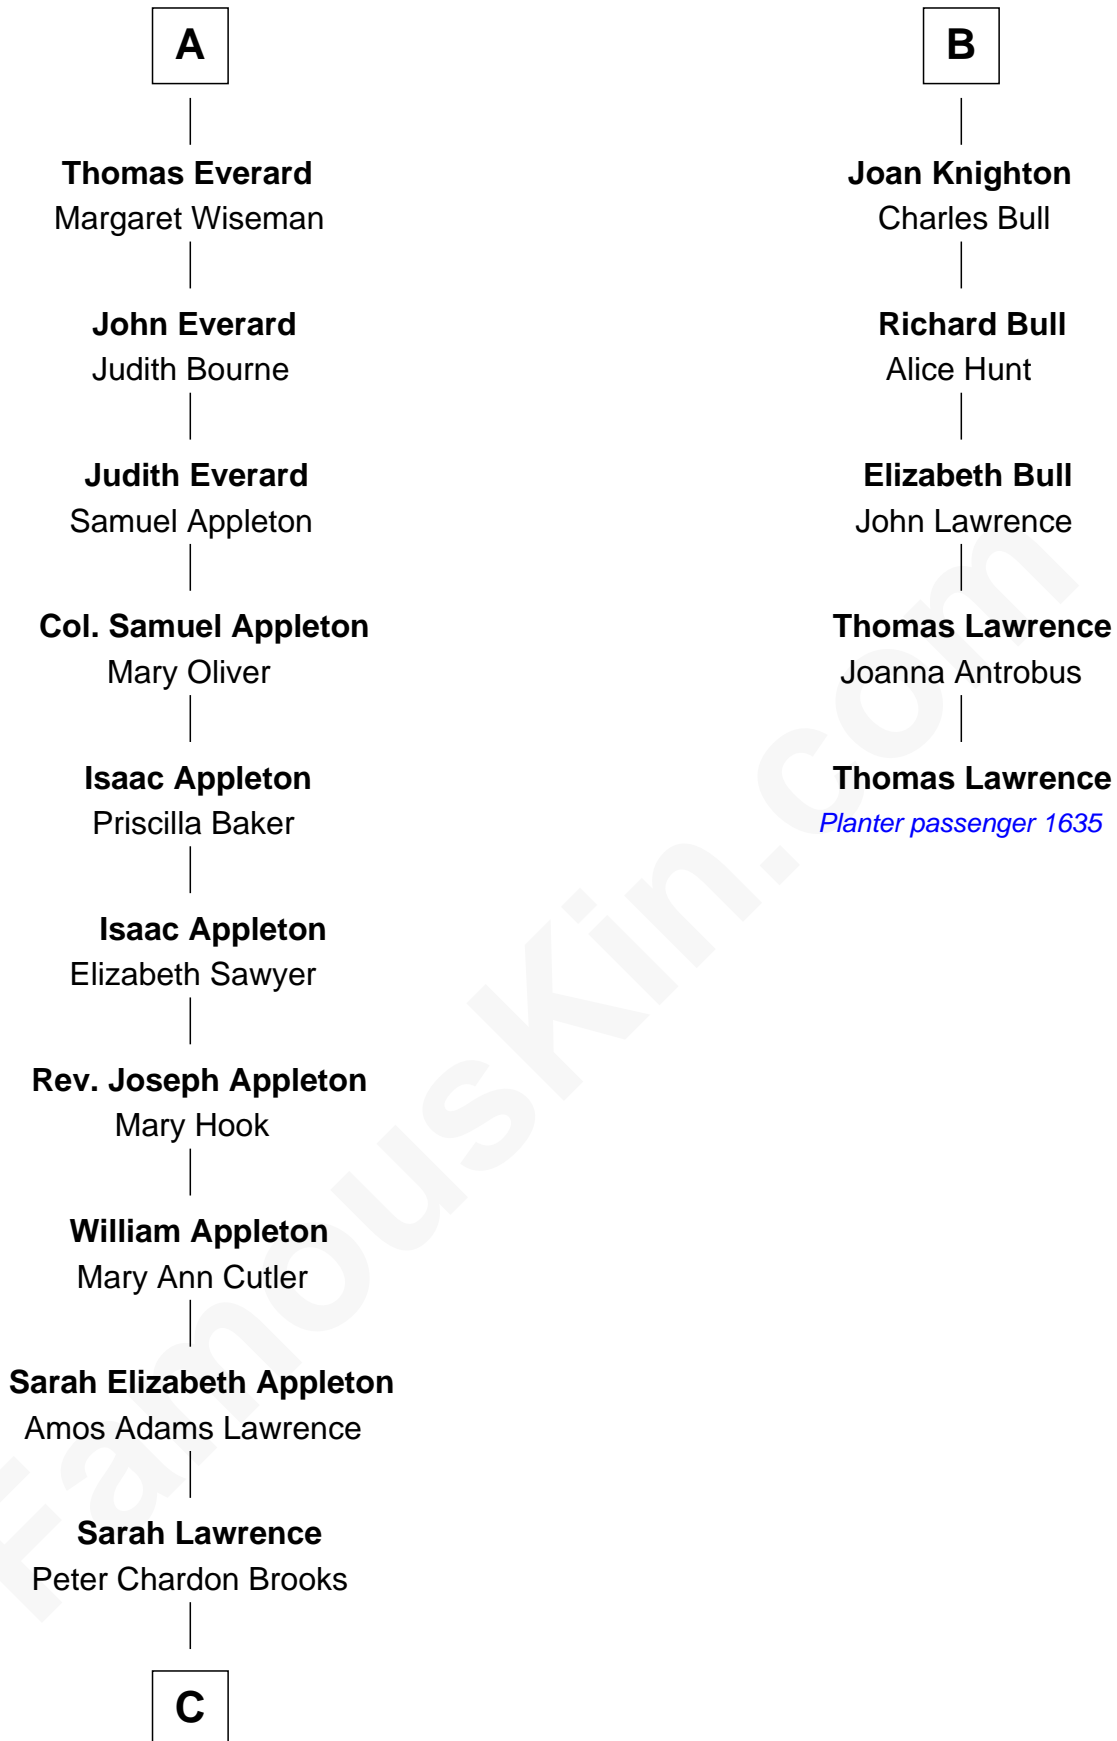 A
Thomas Everard
Margaret Wiseman
John Everard
Judith Bourne
Judith Everard
Samuel Appleton
Col. Samuel Appleton
Mary Oliver
Isaac Appleton
Priscilla Baker
Isaac Appleton
Elizabeth Sawyer
Rev. Joseph Appleton
Mary Hook
William Appleton
Mary Ann Cutler
Sarah Elizabeth Appleton
Amos Adams Lawrence
Sarah Lawrence
Peter Chardon Brooks
C
B
Joan Knighton
Charles Bull
Richard Bull
Alice Hunt
Elizabeth Bull
John Lawrence
Thomas Lawrence
Joanna Antrobus
Thomas Lawrence
Planter passenger 1635
FamousKin.com